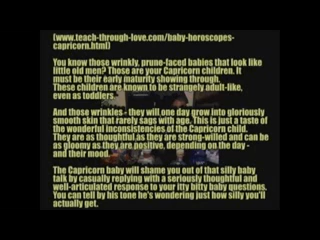 (www.teach-through-love.com/baby-horoscopes-
capricorn.html)
You know those wrinkly, prune-faced babies that look like
little old men? Those are your Capricorn children. It
must be their early maturity showing through.
These children are known to be strangely adult-like,
even as toddlers.
And those wrinkles - they will one day grow into gloriously
smooth skin that rarely sags with age. This is just a taste of
the wonderful inconsistencies of the Capricorn child.
They are as thoughtful as they are strong-willed and can be
as gloomy as they are positive, depending on the day -
and their mood.
The Capricorn baby will shame you out of that silly baby
talk by casually replying with a seriously thoughtful and
well-articulated response to your itty bitty baby questions.
You can tell by his tone he's wondering just how silly you'll
actually get.